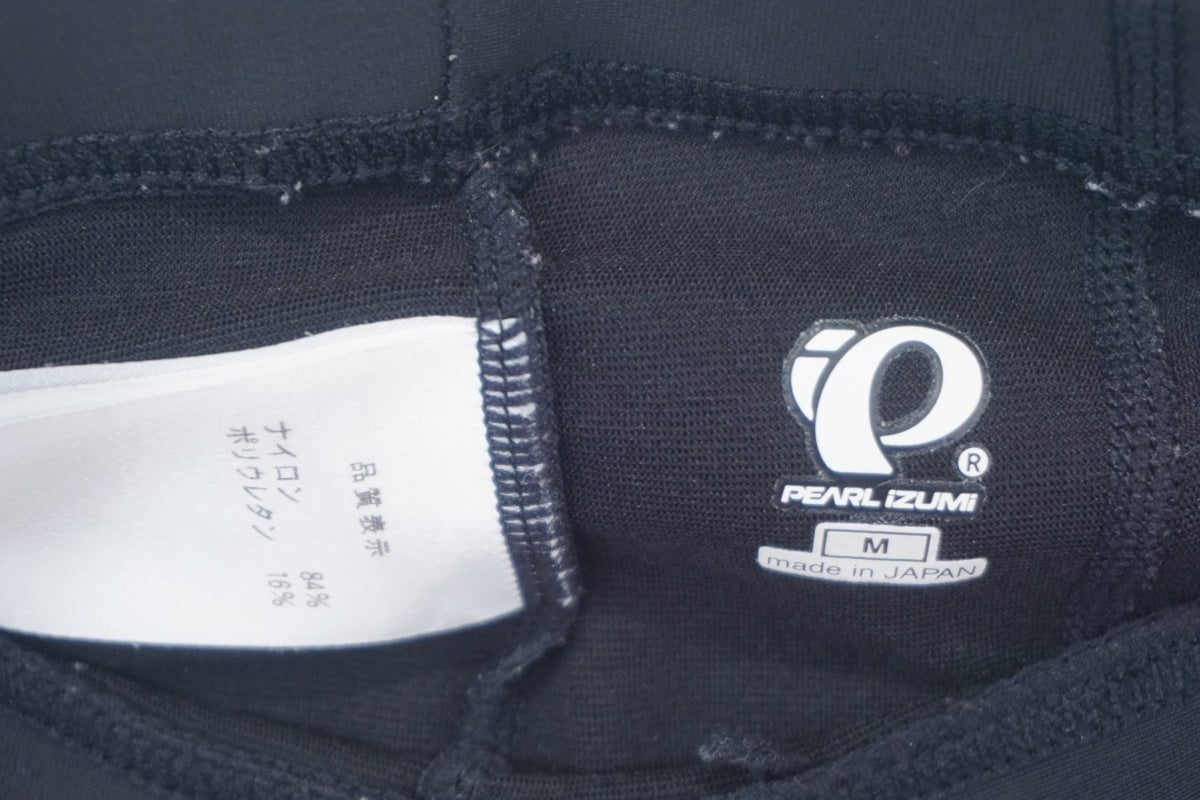 品質表示
ナイロン 84%
ポリウレタン 16%
PEARL iZUMi
®
M
made in JAPAN